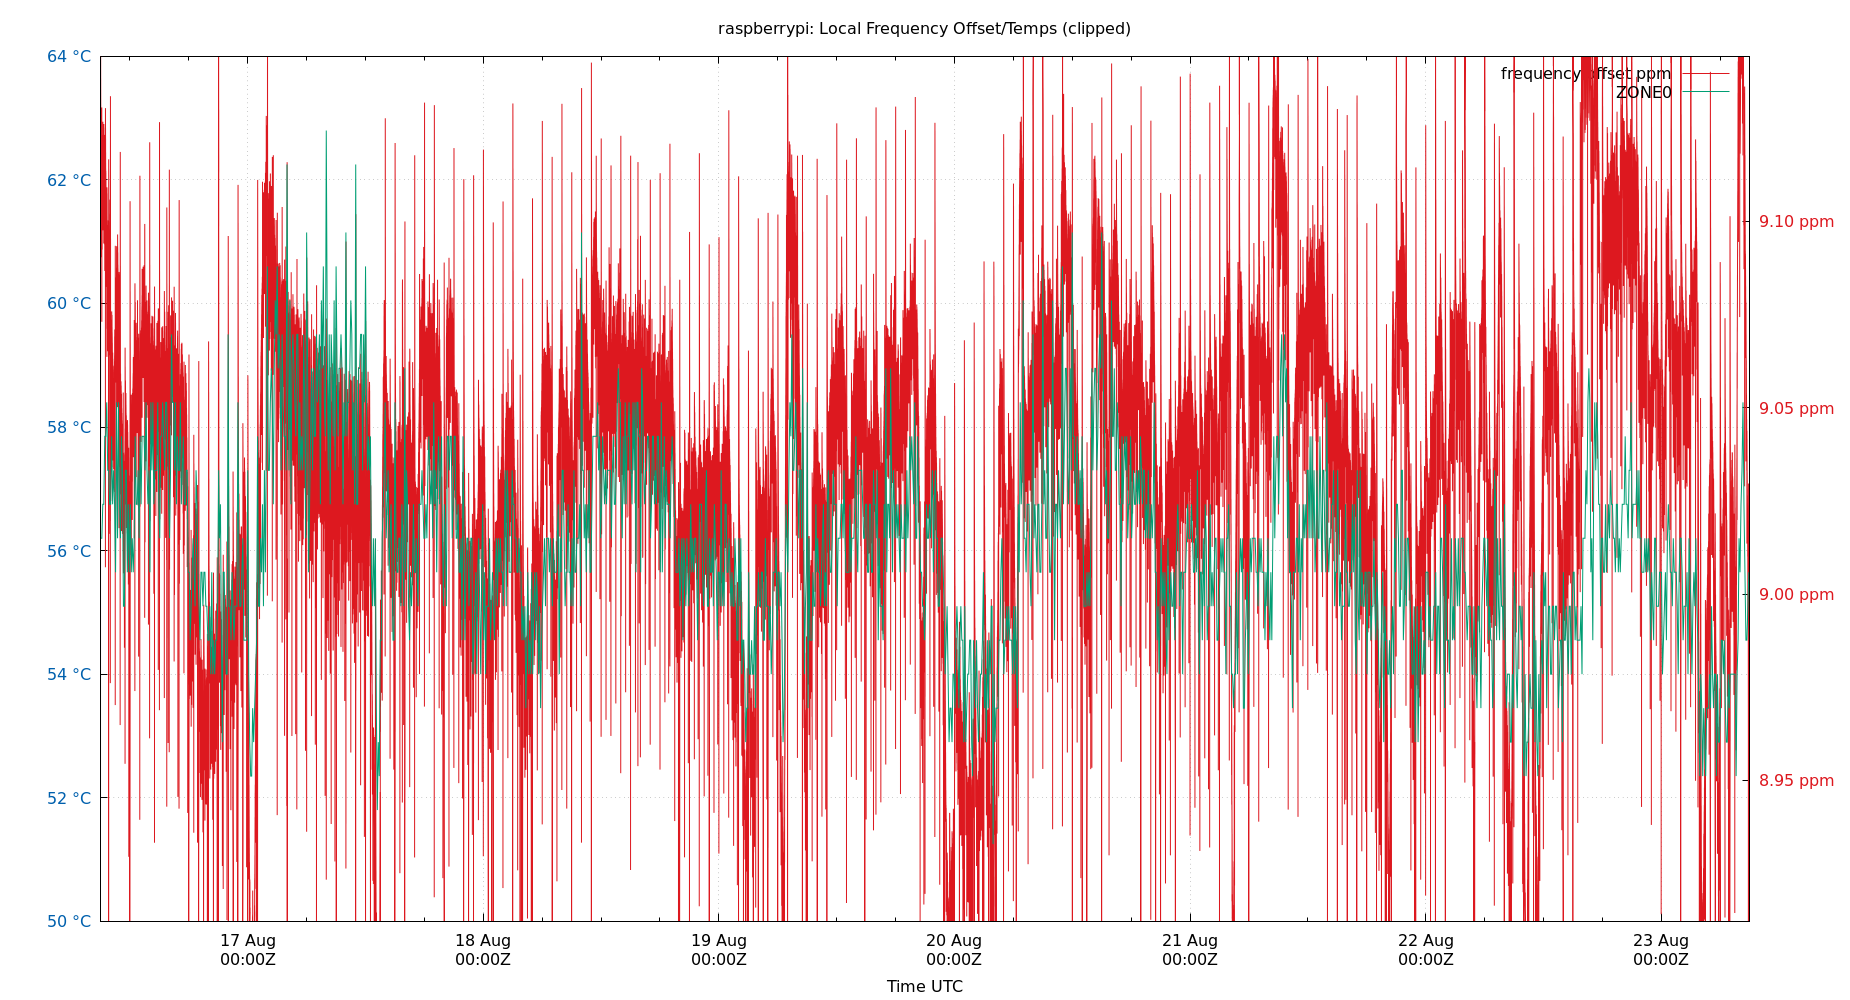 raspberrypi: Local Frequency Offset/Temps (clipped)
64 °C
62 °C
60 °C
58 °C
56 °C
54 °C
52 °C
50 °C
frequency offset ppm
ZONE0
9.10 ppm
9.05 ppm
9.00 ppm
8.95 ppm
17 Aug
00:00Z
18 Aug
00:00Z
19 Aug
00:00Z
20 Aug
00:00Z
21 Aug
00:00Z
22 Aug
00:00Z
23 Aug
00:00Z
Time UTC